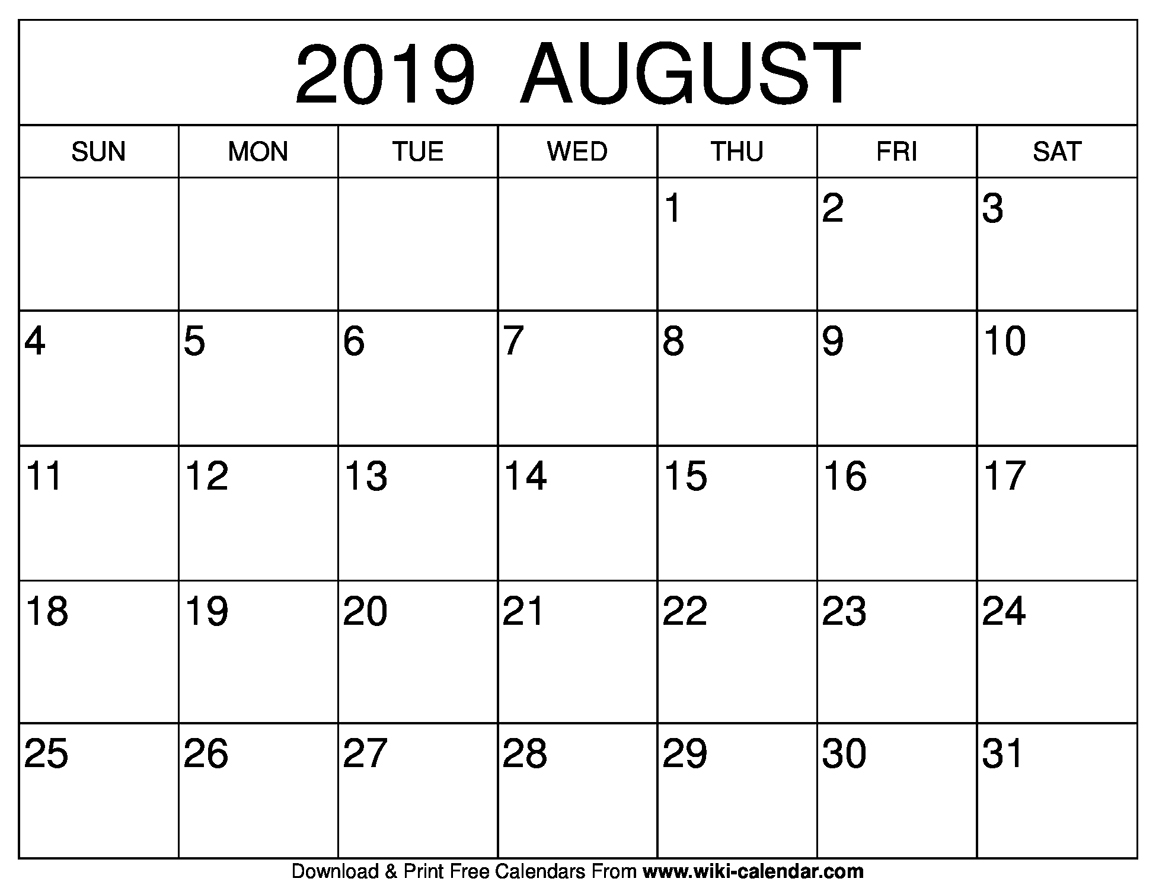 2019 AUGUST
SUN MON TUE WED THU FRI SAT
1 2 3
4 5 6 7 8 9 10
11 12 13 14 15 16 17
18 19 20 21 22 23 24
25 26 27 28 29 30 31
Download & Print Free Calendars From www.wiki-calendar.com